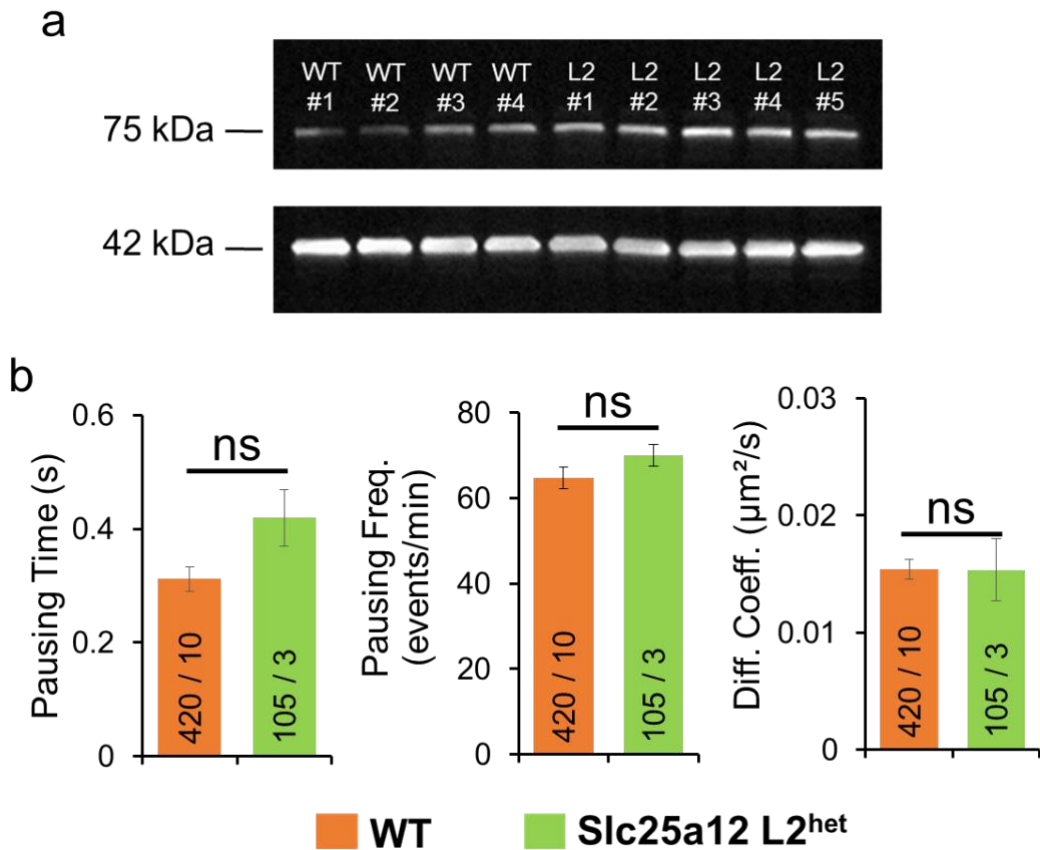 a
WT WT WT WT L2 L2 L2 L2 L2
#1 #2 #3 #4 #1 #2 #3 #4 #5
75 kDa
42 kDa
b
Pausing Time (s)
0.6
0.4
0.2
0
ns
420 / 10
105 / 3
Pausing Freq.
(events/min)
80
60
40
20
0
ns
420 / 10
105 / 3
Diff. Coeff. (µm²/s)
0.03
0.02
0.01
0
ns
420 / 10
105 / 3
WT
Slc25a12 L2ʰᵉᵗ